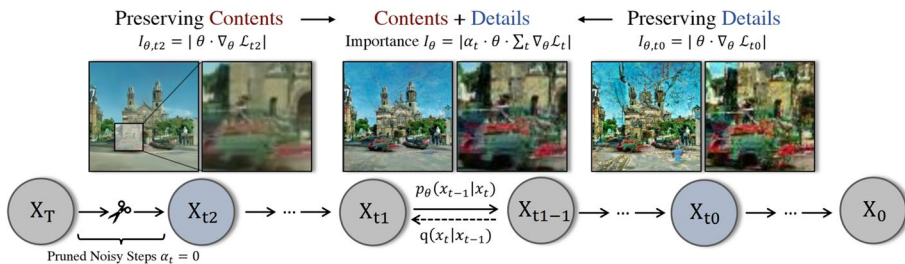 Preserving Contents
Contents + Details
Preserving Details
I_{θ,t2} = | θ · ∇_θ ℒ_{t2}|
Importance I_θ = |α_t · θ · ∑_t ∇_θ ℒ_t|
I_{θ,t0} = | θ · ∇_θ ℒ_{t0}|
X_T
X_{t2}
...
X_{t1}
p_θ(x_{t−1}|x_t)
q(x_t|x_{t−1})
X_{t1−1}
...
X_{t0}
...
X_0
Pruned Noisy Steps α_t = 0